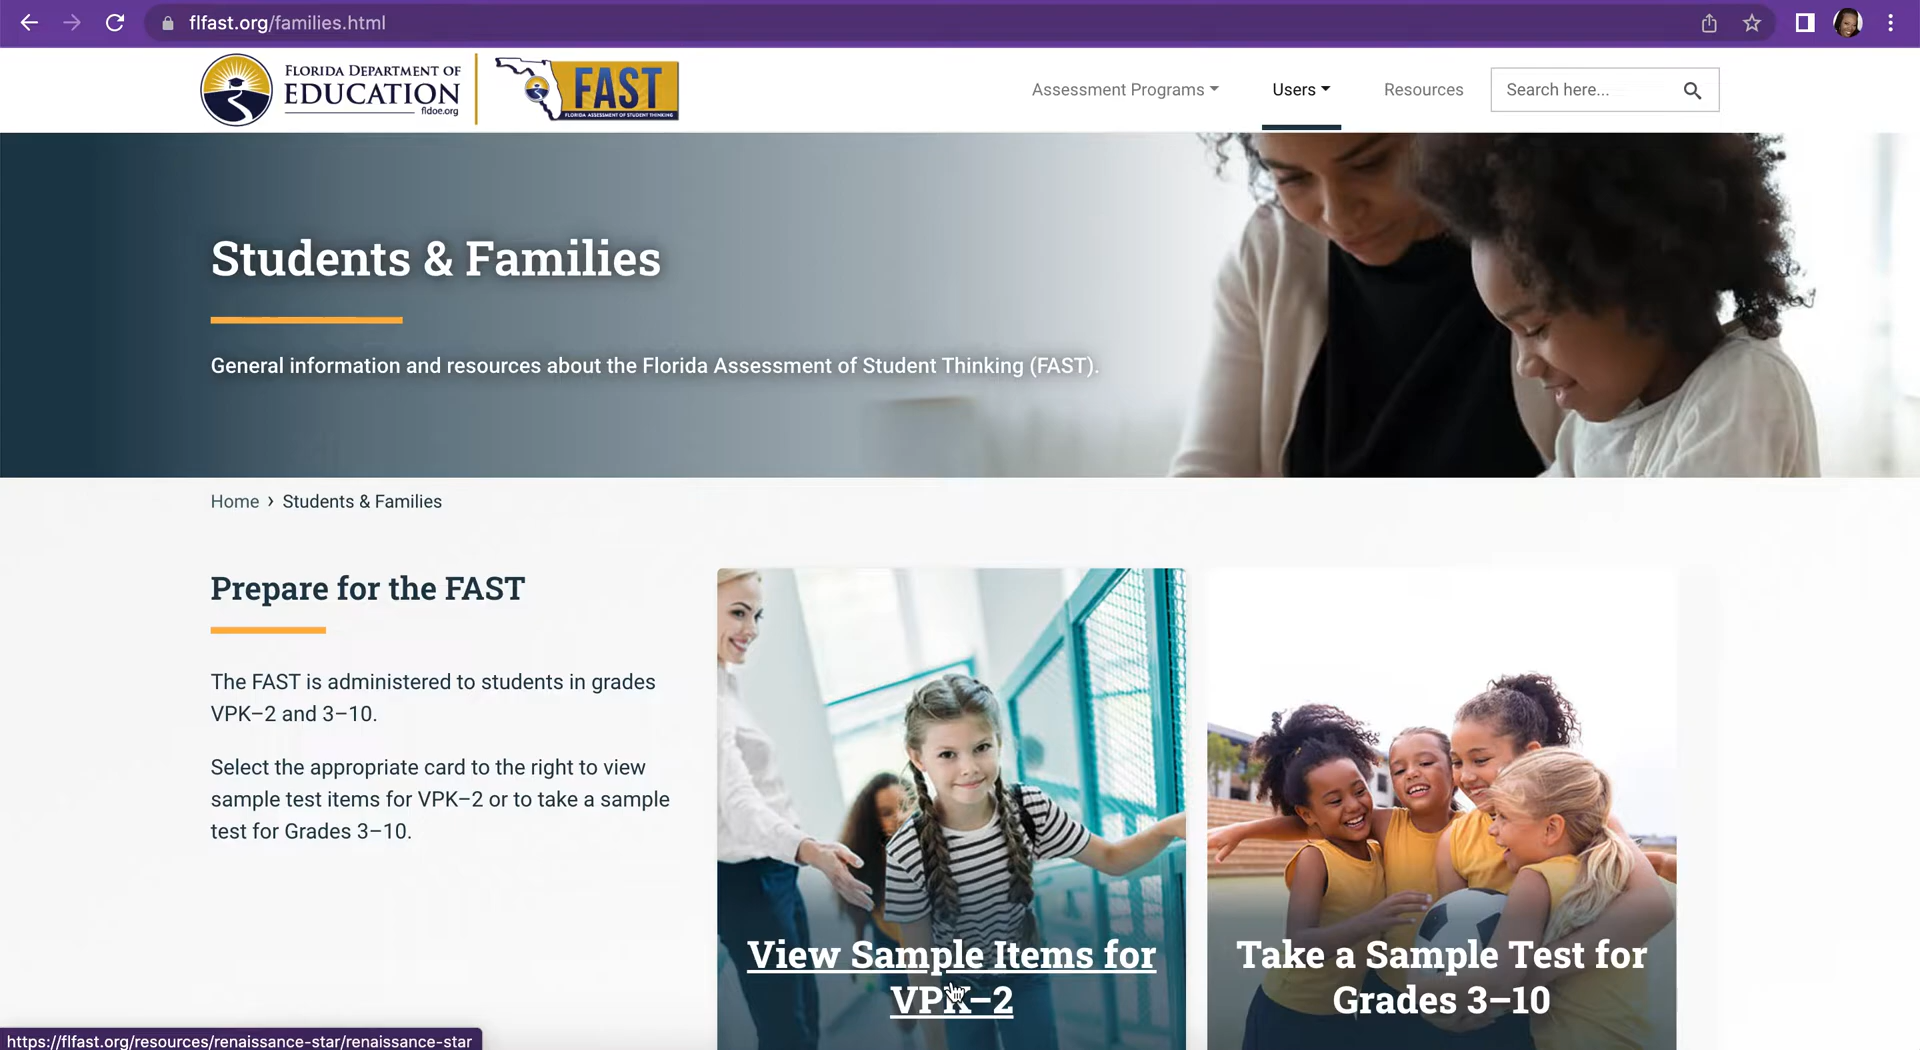 flfast.org/families.html
FLORIDA DEPARTMENT OF
EDUCATION
fldoe.org
FAST
FLORIDA ASSESSMENT OF STUDENT THINKING
Assessment Programs
Users
Resources
Search here...
Students & Families
General information and resources about the Florida Assessment of Student Thinking (FAST).
Home › Students & Families
Prepare for the FAST
The FAST is administered to students in grades
VPK–2 and 3–10.
Select the appropriate card to the right to view
sample test items for VPK–2 or to take a sample
test for Grades 3–10.
View Sample Items for
VPK–2
Take a Sample Test for
Grades 3–10
https://flfast.org/resources/renaissance-star/renaissance-star